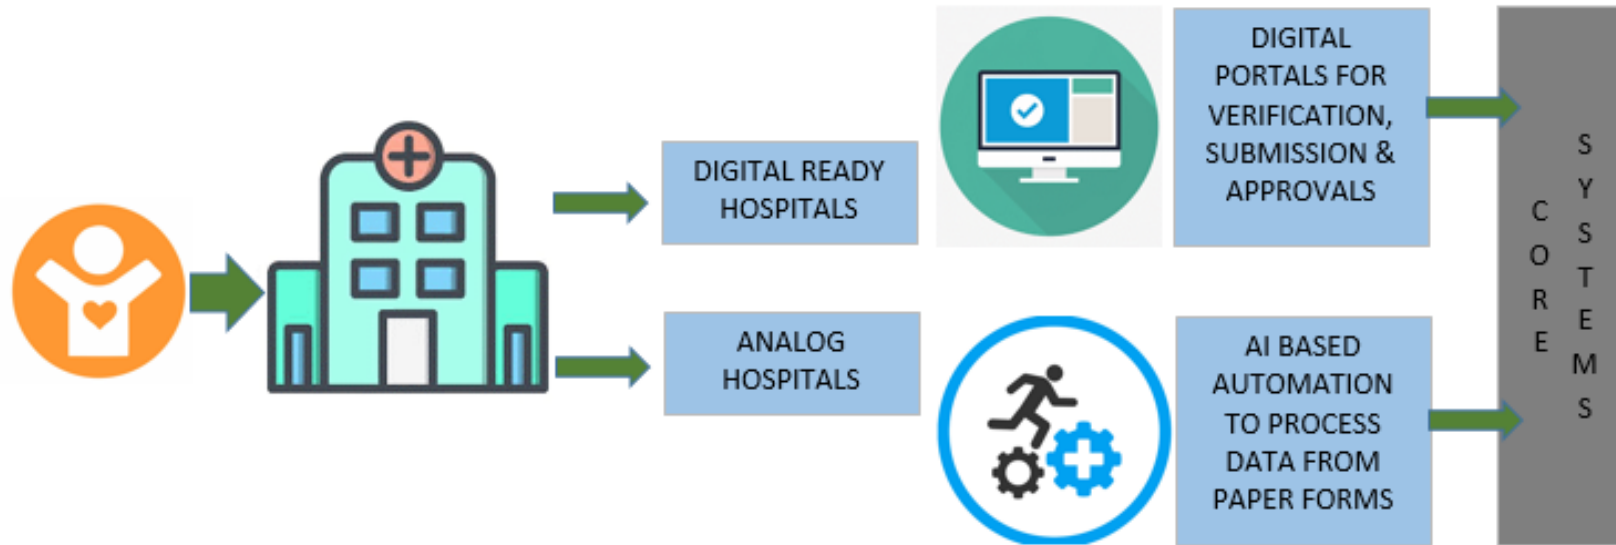 DIGITAL READY
HOSPITALS
ANALOG
HOSPITALS
DIGITAL
PORTALS FOR
VERIFICATION,
SUBMISSION &
APPROVALS
AI BASED
AUTOMATION
TO PROCESS
DATA FROM
PAPER FORMS
CORE
SYSTEMS